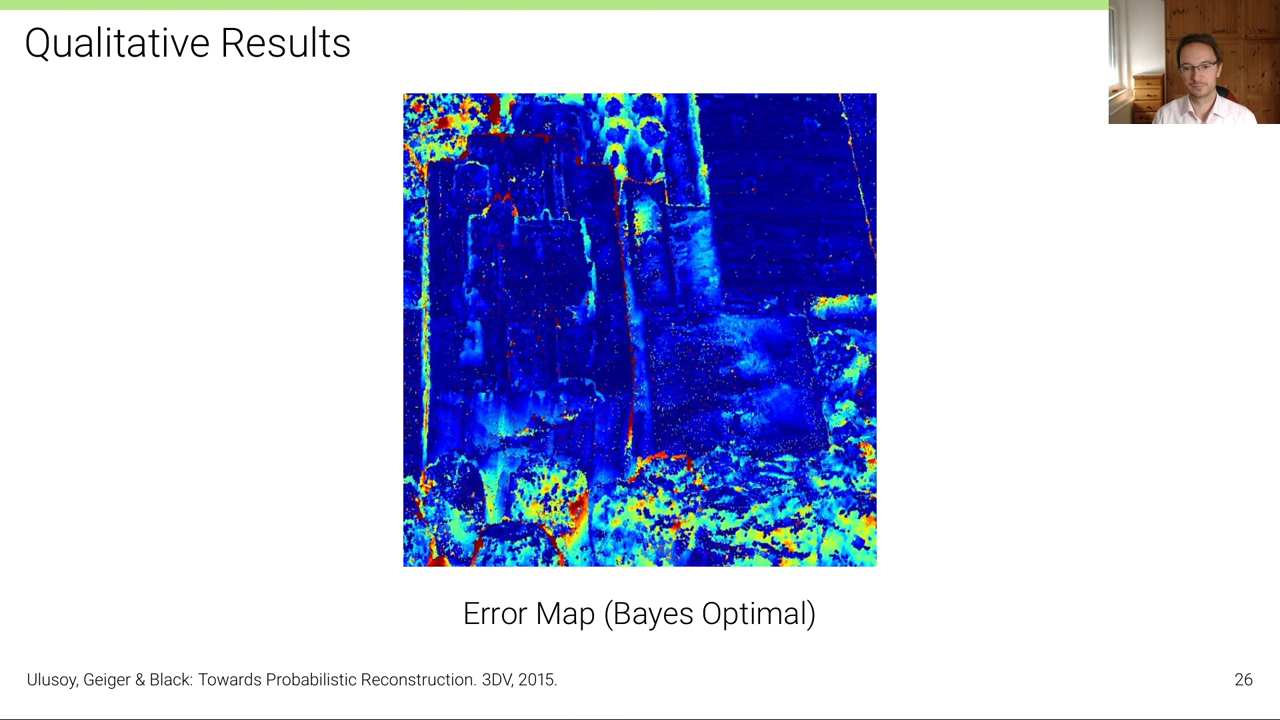 Qualitative Results
Error Map (Bayes Optimal)
Ulusoy, Geiger & Black: Towards Probabilistic Reconstruction. 3DV, 2015.
26